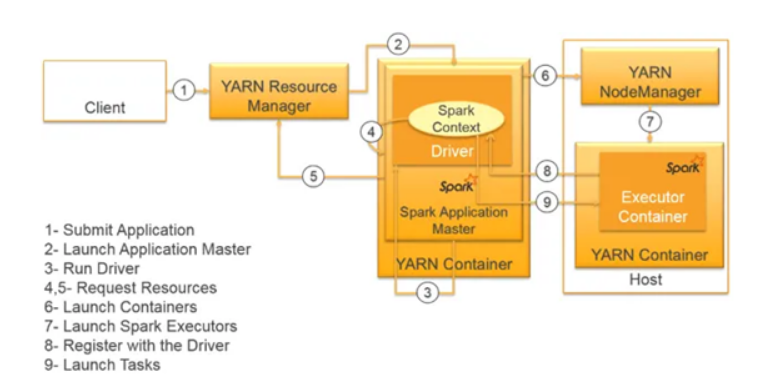 Client
1
YARN Resource
Manager
2
Spark
Context
Driver
4
5
Spark
Spark Application
Master
YARN Container
3
6
YARN
NodeManager
7
8
9
Spark
Executor
Container
YARN Container
Host
1- Submit Application
2- Launch Application Master
3- Run Driver
4,5- Request Resources
6- Launch Containers
7- Launch Spark Executors
8- Register with the Driver
9- Launch Tasks